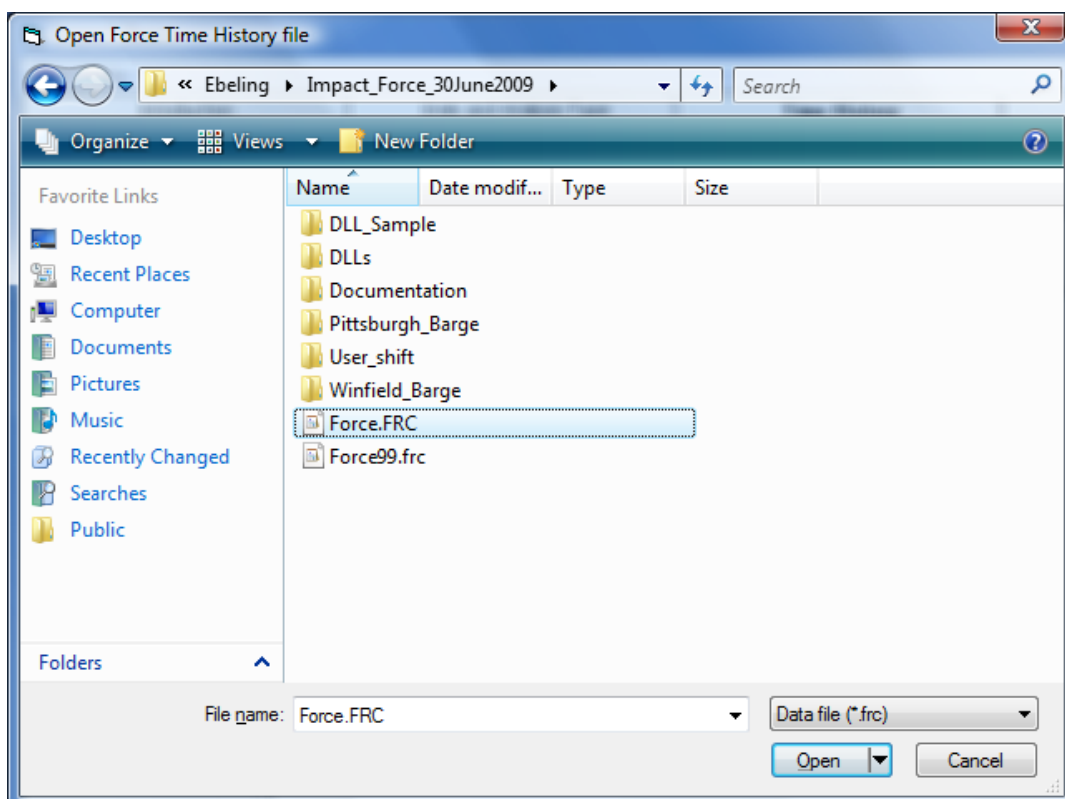 Open Force Time History file
« Ebeling Impact_Force_30June2009 Search
Organize Views New Folder
Favorite Links
Desktop
Recent Places
Computer
Documents
Pictures
Music
Recently Changed
Searches
Public
Folders
Name Date modif... Type Size
DLL_Sample
DLLs
Documentation
Pittsburgh_Barge
User_shift
Winfield_Barge
Force.FRC
Force99.frc
File name: Force.FRC Data file (*.frc)
Open Cancel